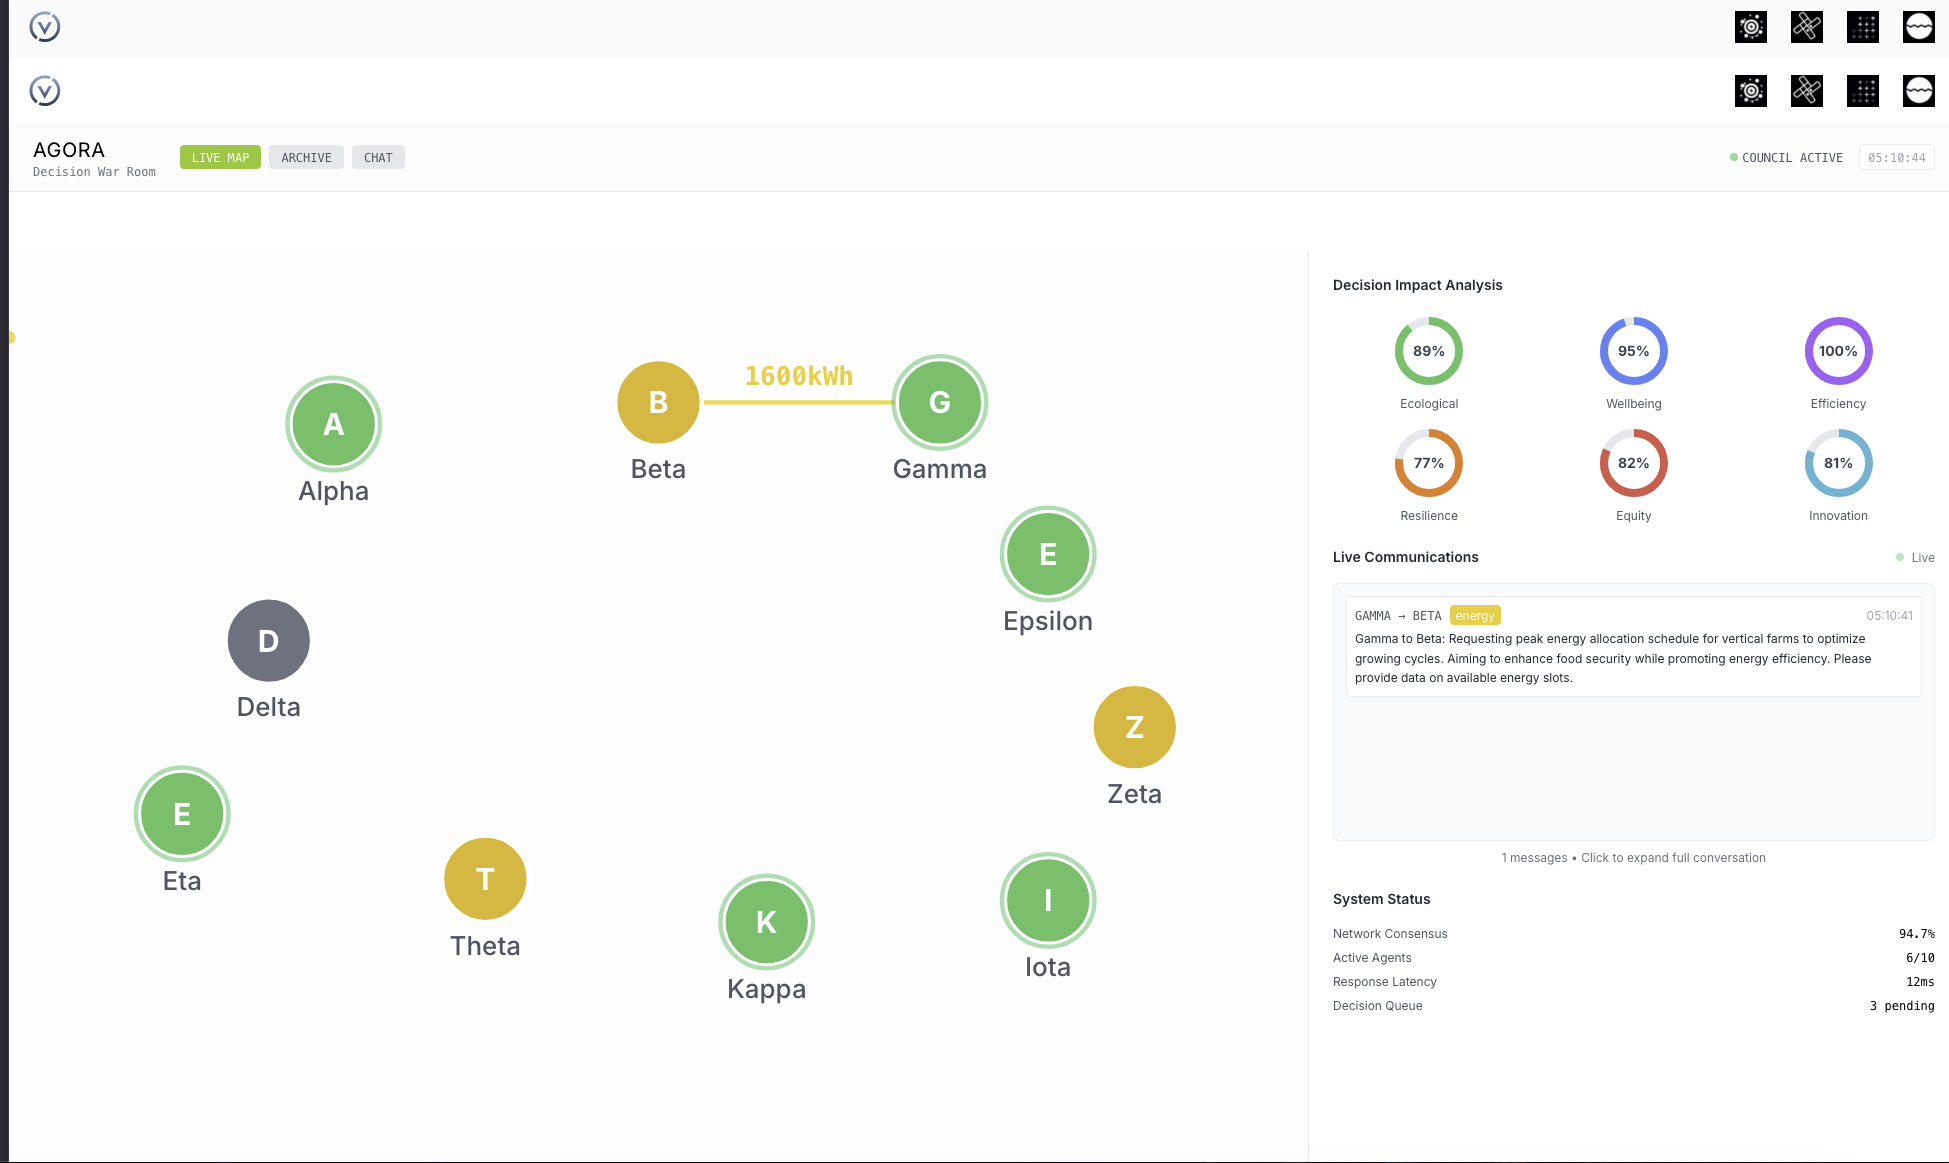 AGORA
Decision War Room
LIVE MAP
ARCHIVE
CHAT
COUNCIL ACTIVE
05:10:44
A
Alpha
B
Beta
1600kWh
G
Gamma
E
Epsilon
D
Delta
Z
Zeta
E
Eta
T
Theta
K
Kappa
I
Iota
Decision Impact Analysis
89%
Ecological
95%
Wellbeing
100%
Efficiency
77%
Resilience
82%
Equity
81%
Innovation
Live Communications
Live
GAMMA → BETA energy 05:10:41
Gamma to Beta: Requesting peak energy allocation schedule for vertical farms to optimize
growing cycles. Aiming to enhance food security while promoting energy efficiency. Please
provide data on available energy slots.
1 messages • Click to expand full conversation
System Status
Network Consensus 94.7%
Active Agents 6/10
Response Latency 12ms
Decision Queue 3 pending